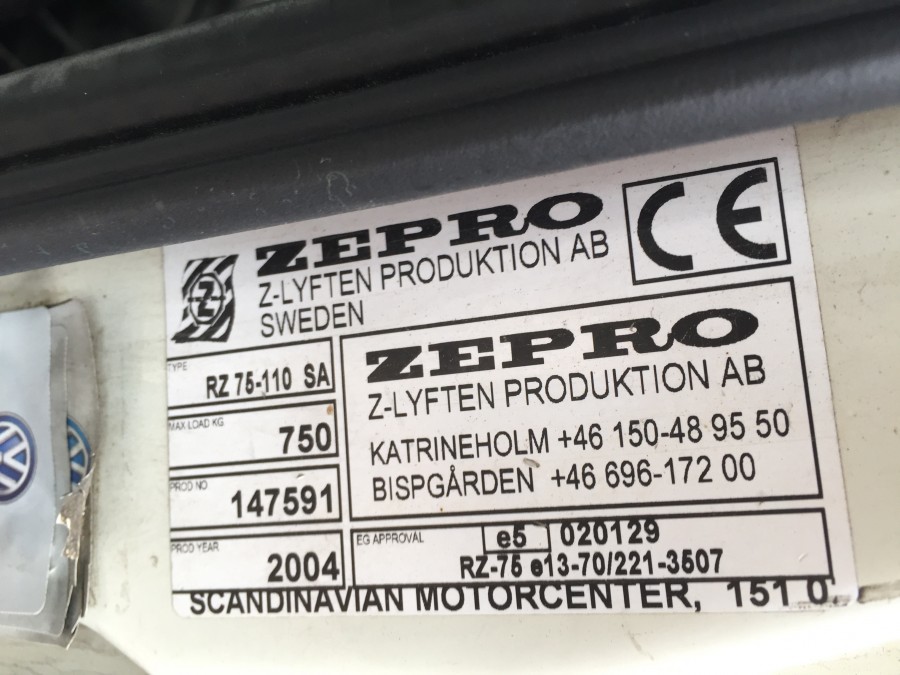 ZEPRO
Z-LYFTEN PRODUKTION AB
SWEDEN
CE
Z
TYPE
RZ 75-110 SA
MAX LOAD KG
750
PROD NO
147591
PROD YEAR
2004
ZEPRO
Z-LYFTEN PRODUKTION AB
KATRINEHOLM +46 150-48 95 50
BISPGÅRDEN +46 696-172 00
EG APPROVAL
e5 020129
RZ-75 e13-70/221-3507
SCANDINAVIAN MOTORCENTER, 151 0.